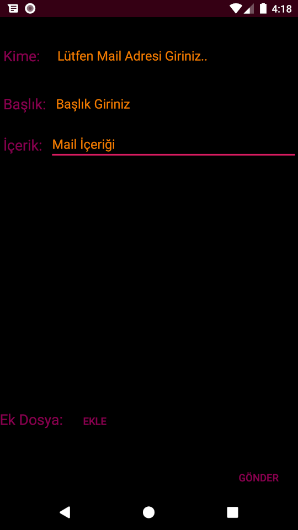 4:18
Kime: Lütfen Mail Adresi Giriniz..
Başlık: Başlık Giriniz
İçerik: Mail İçeriği
Ek Dosya: EKLE
GÖNDER